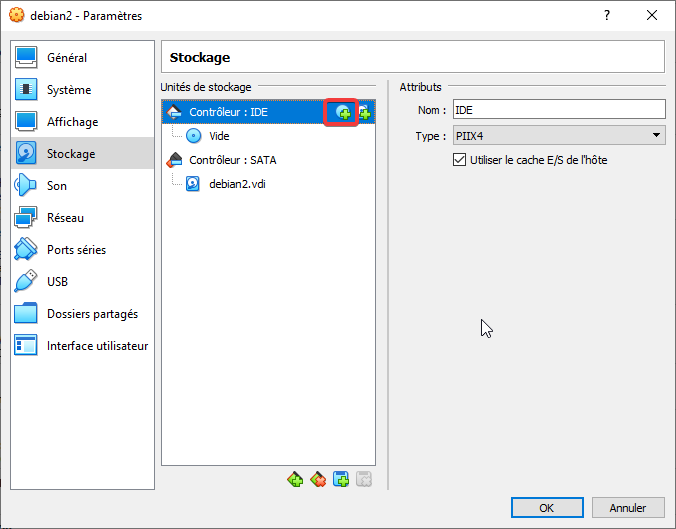 debian2 - Paramètres
?
Général
Système
Affichage
Stockage
Son
Réseau
Ports séries
USB
Dossiers partagés
Interface utilisateur
Stockage
Unités de stockage
Contrôleur : IDE
Vide
Contrôleur : SATA
debian2.vdi
Attributs
Nom : IDE
Type : PIIX4
Utiliser le cache E/S de l'hôte
OK
Annuler